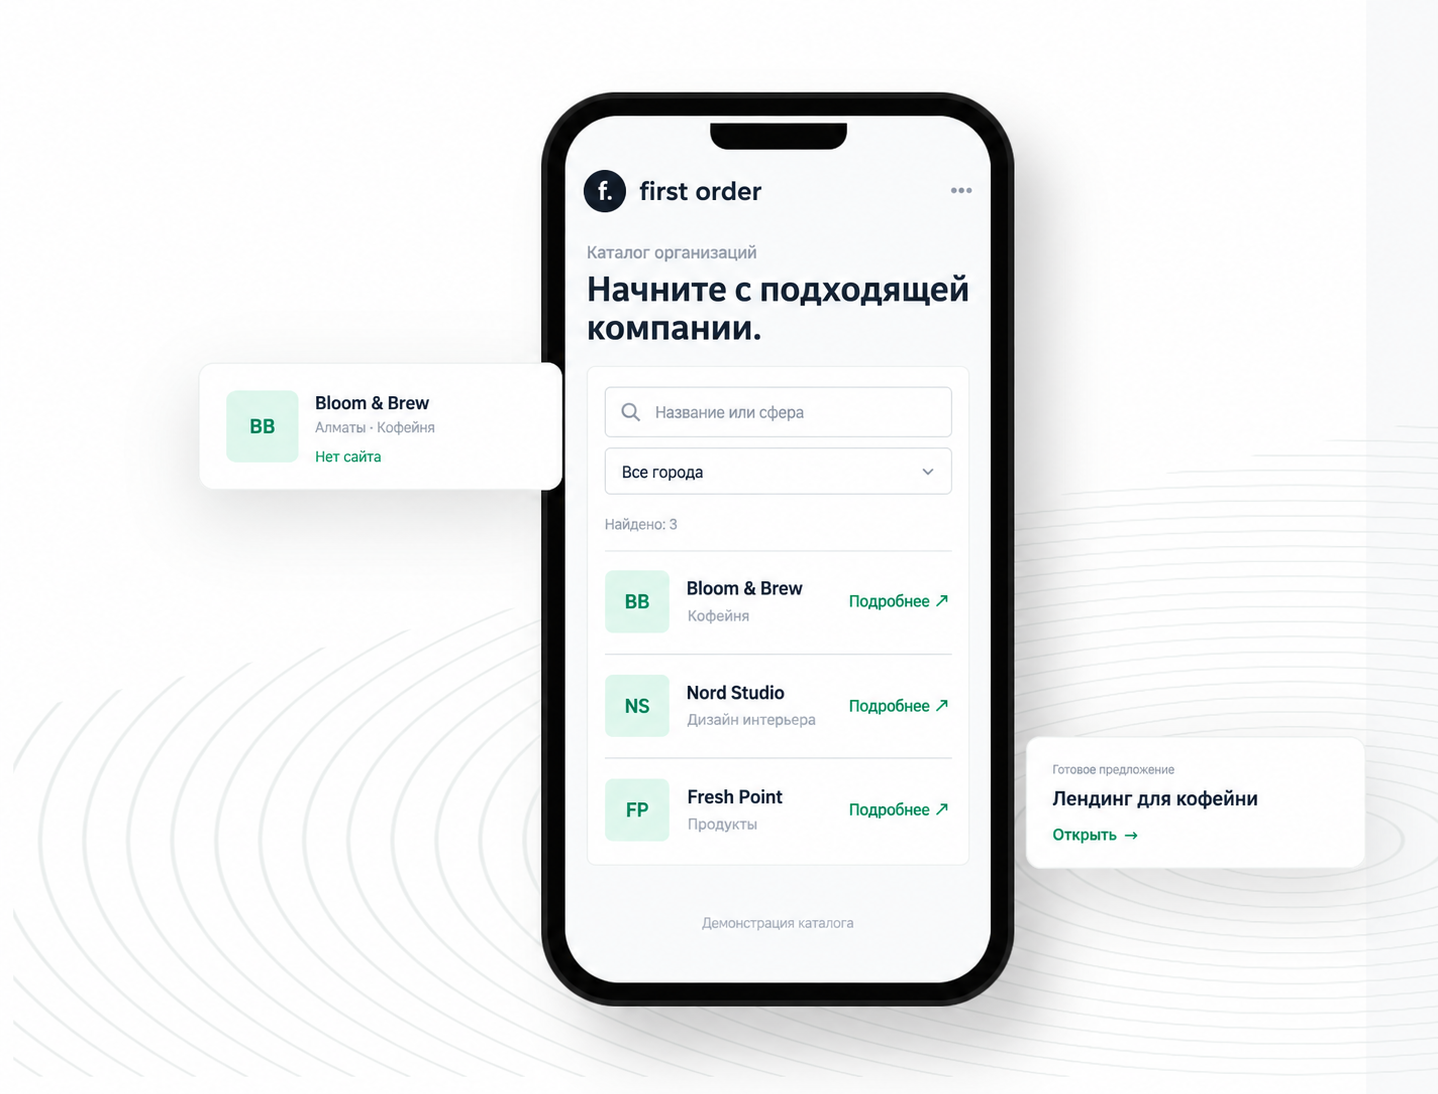 f. first order
Каталог организаций
Начните с подходящей
компании.
Название или сфера
Все города
Найдено: 3
BB
Bloom & Brew
Кофейня
Подробнее ↗
NS
Nord Studio
Дизайн интерьера
Подробнее ↗
FP
Fresh Point
Продукты
Подробнее ↗
Демонстрация каталога
BB
Bloom & Brew
Алматы · Кофейня
Нет сайта
Готовое предложение
Лендинг для кофейни
Открыть →